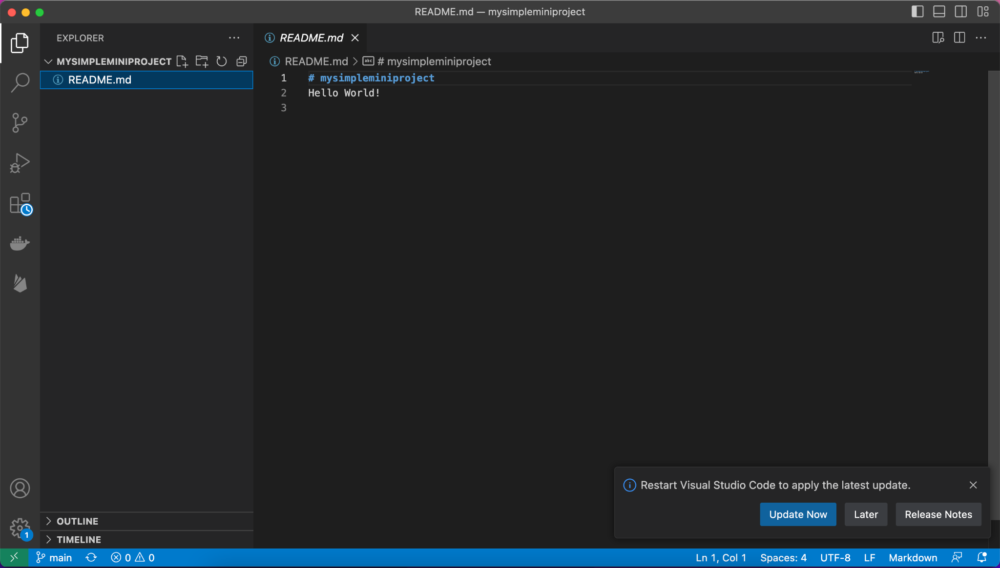 README.md — mysimpleminiproject
EXPLORER
MYSIMPLEMINIPROJECT
README.md
OUTLINE
TIMELINE
README.md
README.md > # mysimpleminiproject
1 # mysimpleminiproject
2 Hello World!
3
Restart Visual Studio Code to apply the latest update.
Update Now Later Release Notes
1
main 0 0 Ln 1, Col 1 Spaces: 4 UTF-8 LF Markdown